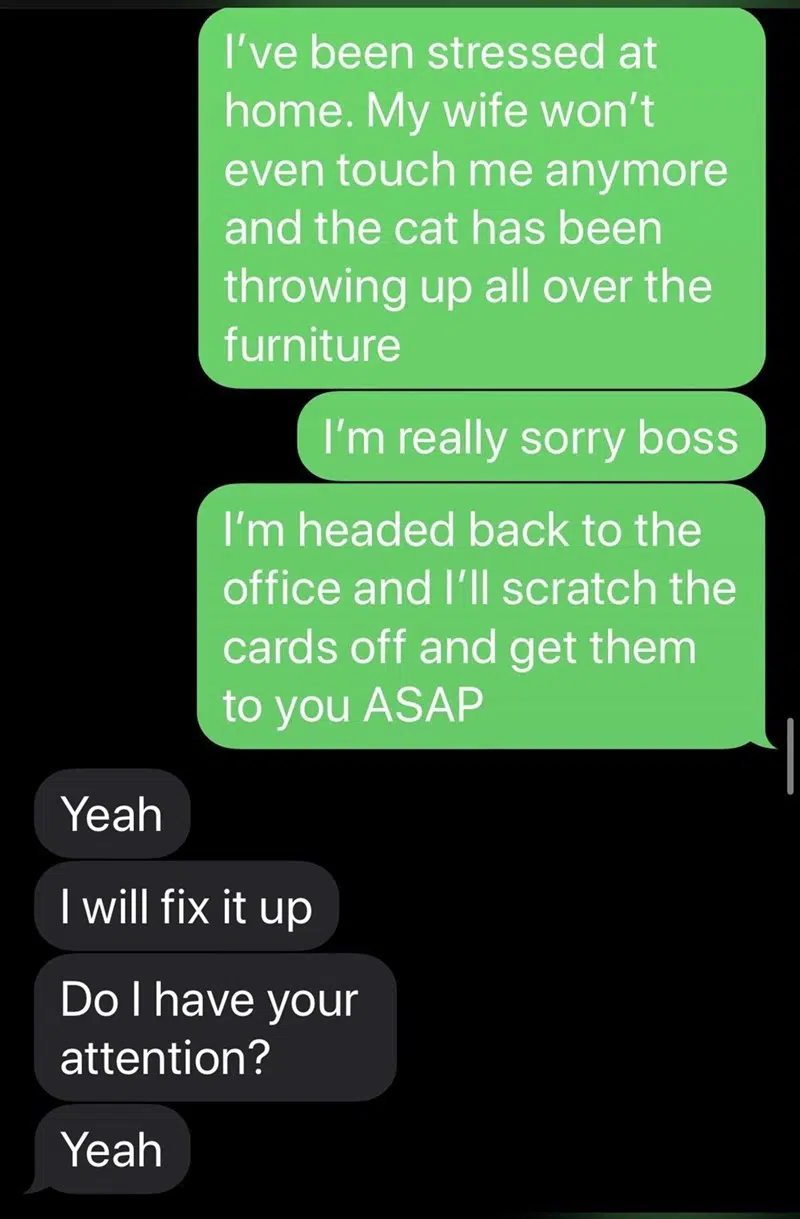 I’ve been stressed at
home. My wife won’t
even touch me anymore
and the cat has been
throwing up all over the
furniture
I’m really sorry boss
I’m headed back to the
office and I’ll scratch the
cards off and get them
to you ASAP
Yeah
I will fix it up
Do I have your
attention?
Yeah